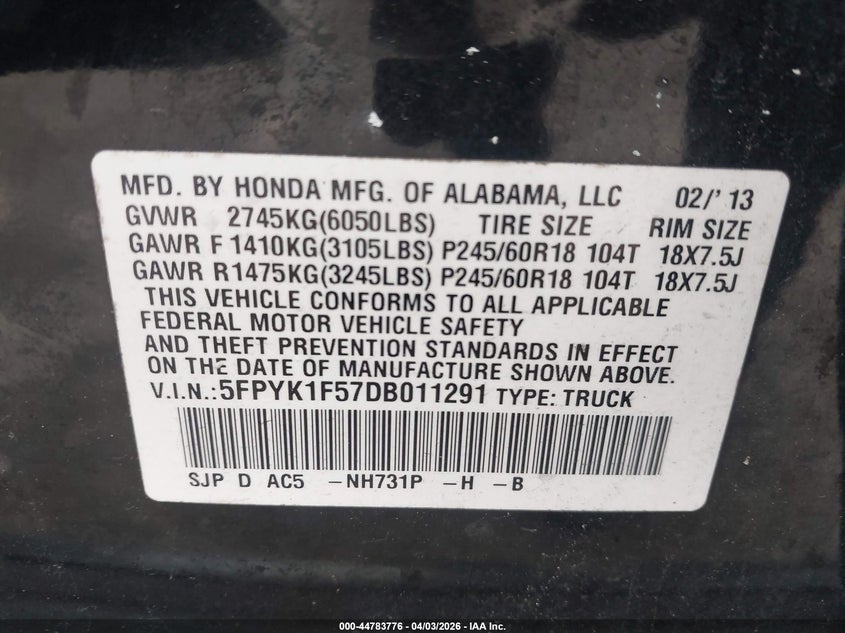 MFD. BY HONDA MFG. OF ALABAMA, LLC 02/' 13
GVWR 2745KG(6050LBS) TIRE SIZE RIM SIZE
GAWR F 1410KG(3105LBS) P245/60R18 104T 18X7.5J
GAWR R1475KG(3245LBS) P245/60R18 104T 18X7.5J
THIS VEHICLE CONFORMS TO ALL APPLICABLE
FEDERAL MOTOR VEHICLE SAFETY
AND THEFT PREVENTION STANDARDS IN EFFECT
ON THE DATE OF MANUFACTURE SHOWN ABOVE.
V.I.N.:5FPYK1F57DB011291 TYPE: TRUCK
SJP D AC5 -NH731P -H -B
000-44783776 - 04/03/2026 - IAA Inc.